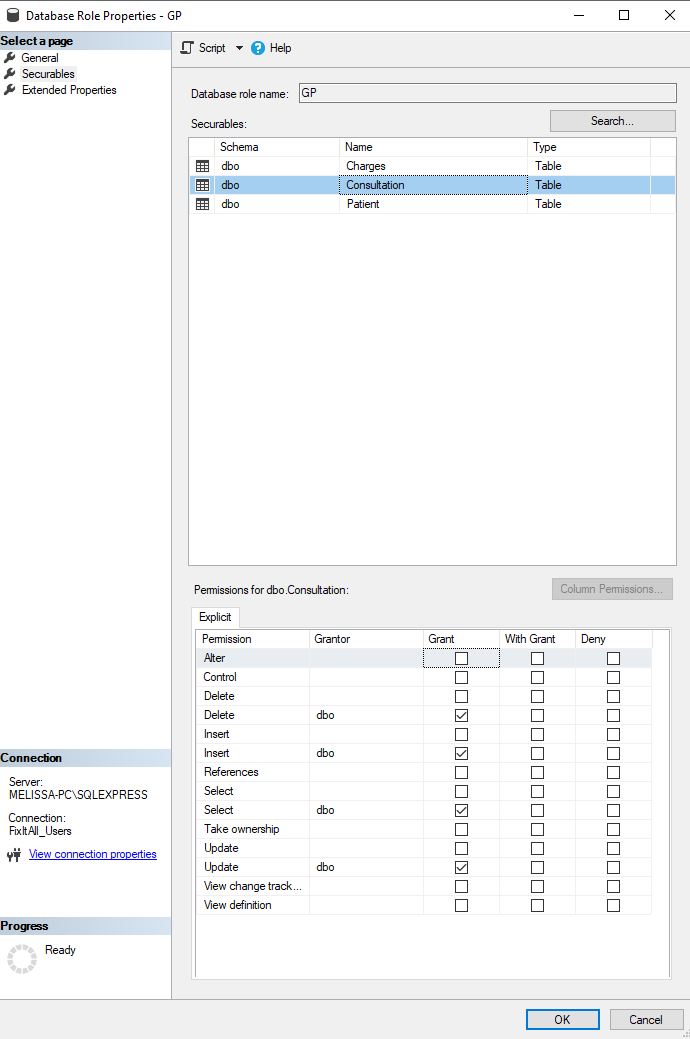 Database Role Properties - GP
Select a page
General
Securables
Extended Properties
Script Help
Database role name: GP
Securables: Search...
Schema Name Type
dbo Charges Table
dbo Consultation Table
dbo Patient Table
Permissions for dbo.Consultation: Column Permissions...
Explicit
Permission Grantor Grant With Grant Deny
Alter
Control
Delete
Delete dbo
Insert
Insert dbo
References
Select
Select dbo
Take ownership
Update
Update dbo
View change track...
View definition
Connection
Server:
MELISSA-PC\SQLEXPRESS
Connection:
FixItAll_Users
View connection properties
Progress
Ready
OK Cancel